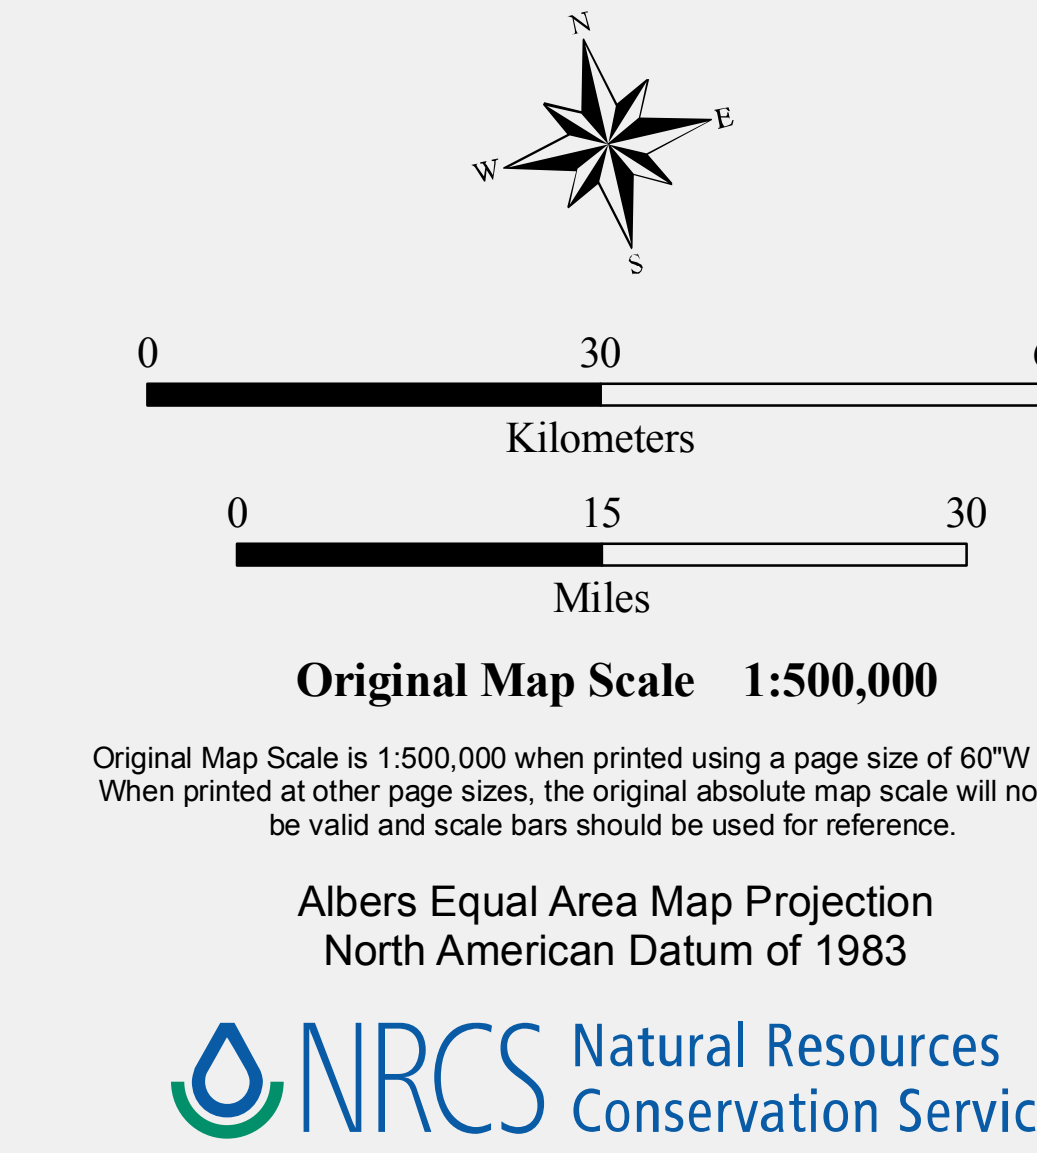 N
E
W
S
0 30
Kilometers
0 15 30
Miles
Original Map Scale 1:500,000
Original Map Scale is 1:500,000 when printed using a page size of 60"W
When printed at other page sizes, the original absolute map scale will no
be valid and scale bars should be used for reference.
Albers Equal Area Map Projection
North American Datum of 1983
NRCS Natural Resources
Conservation Servic